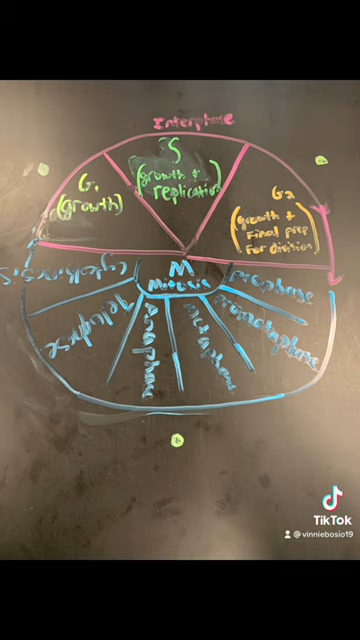 Interphase
S
(growth +
replication)
G1
(growth)
G2
(growth +
Final prep
For division)
M
Mitosis
Prophase
Prometaphase
Metaphase
Anaphase
Telophase
Cytokinesis
TikTok
@vinniebosio19